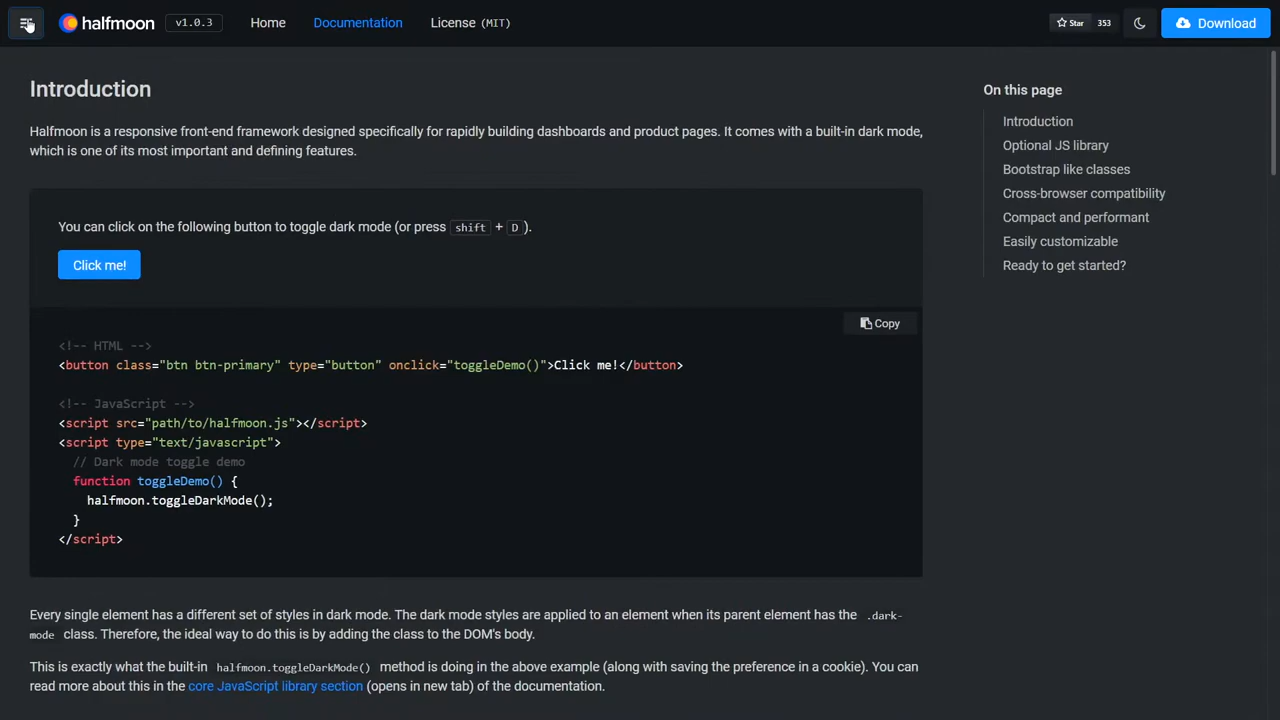 halfmoon v1.0.3 Home Documentation License (MIT) Star 353 Download
Introduction
Halfmoon is a responsive front-end framework designed specifically for rapidly building dashboards and product pages. It comes with a built-in dark mode,
which is one of its most important and defining features.
You can click on the following button to toggle dark mode (or press shift + D ).
Click me!
Copy
<!-- HTML -->
<button class="btn btn-primary" type="button" onclick="toggleDemo()">Click me!</button>
<!-- JavaScript -->
<script src="path/to/halfmoon.js"></script>
<script type="text/javascript">
// Dark mode toggle demo
function toggleDemo() {
halfmoon.toggleDarkMode();
}
</script>
Every single element has a different set of styles in dark mode. The dark mode styles are applied to an element when its parent element has the .dark-
mode class. Therefore, the ideal way to do this is by adding the class to the DOM's body.
This is exactly what the built-in halfmoon.toggleDarkMode() method is doing in the above example (along with saving the preference in a cookie). You can
read more about this in the core JavaScript library section (opens in new tab) of the documentation.
On this page
Introduction
Optional JS library
Bootstrap like classes
Cross-browser compatibility
Compact and performant
Easily customizable
Ready to get started?